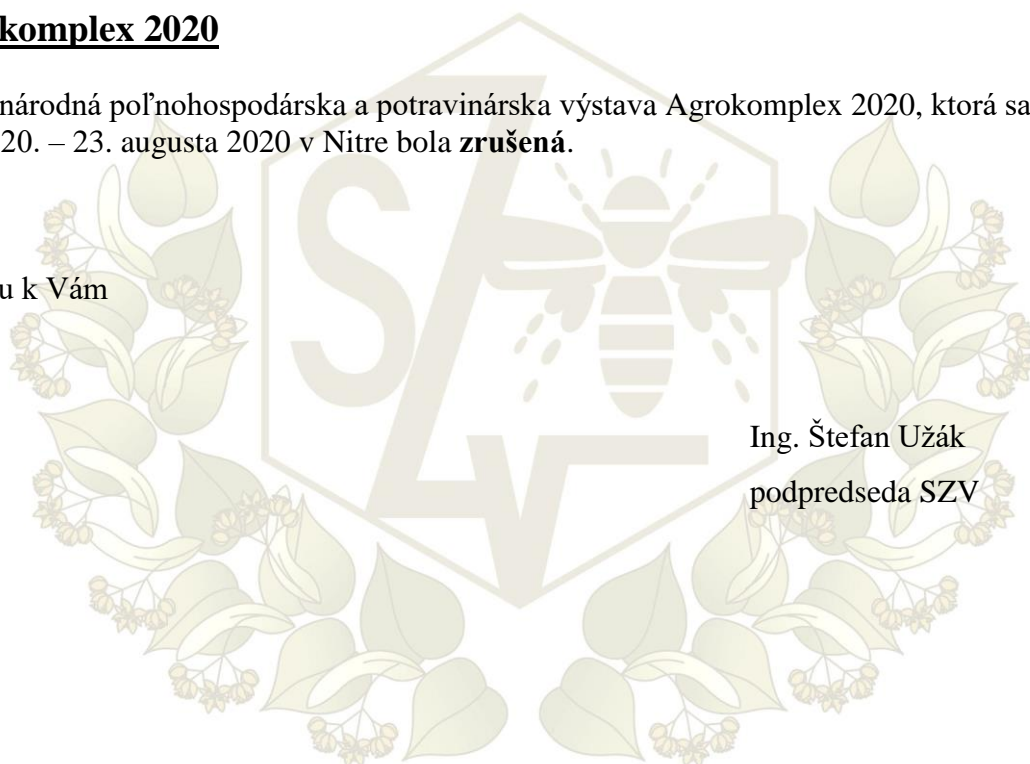 komplex 2020
národná poľnohospodárska a potravinárska výstava Agrokomplex 2020, ktorá sa
20. – 23. augusta 2020 v Nitre bola zrušená.
u k Vám
SZV
Ing. Štefan Užák
podpredseda SZV